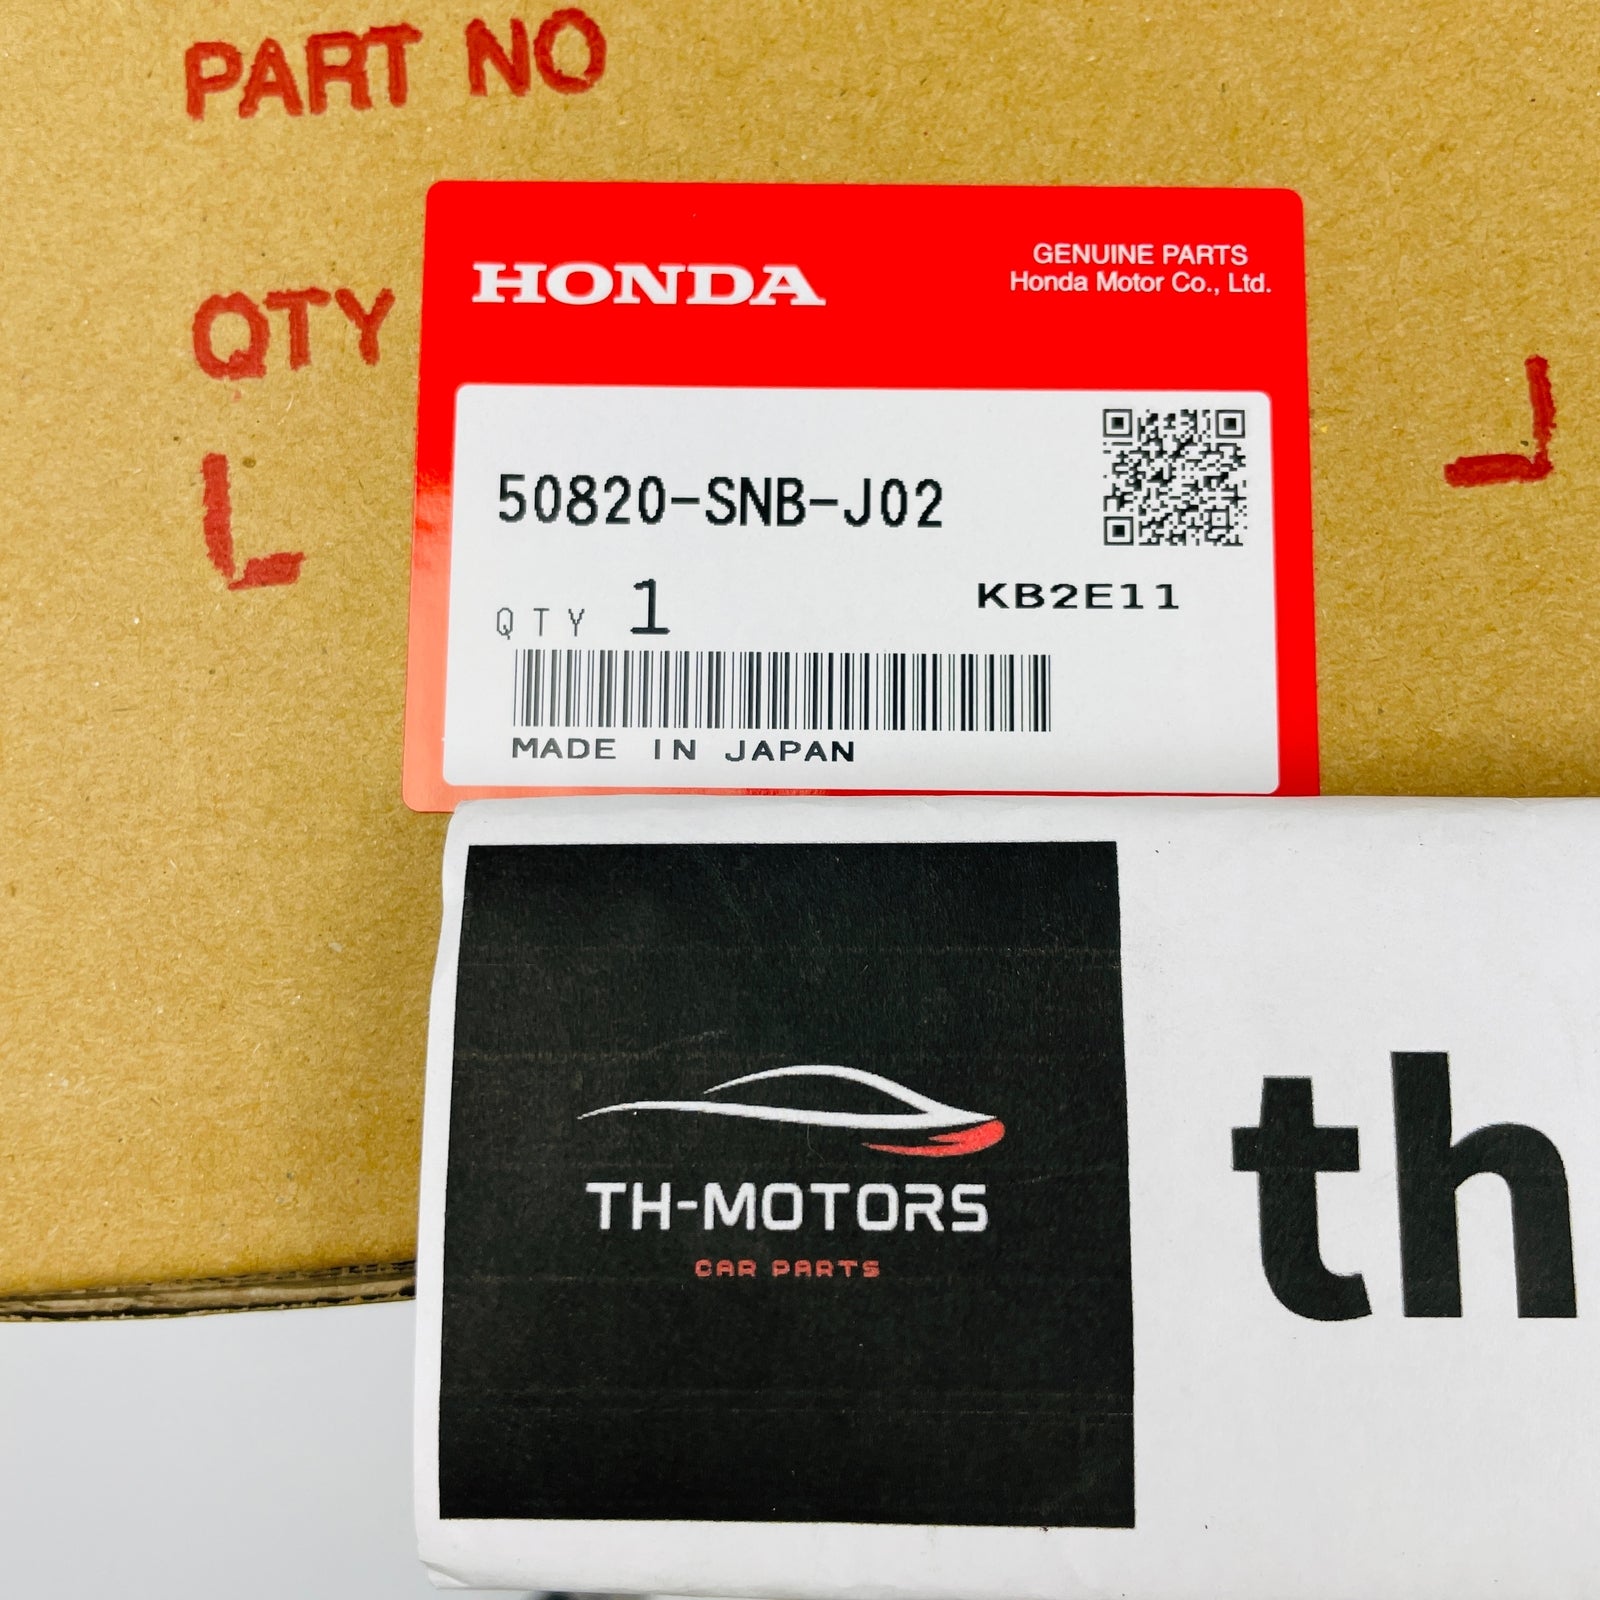 PART NO
HONDA
GENUINE PARTS
Honda Motor Co., Ltd.
QTY
50820-SNB-J02
QTY 1
KB2E11
MADE IN JAPAN
TH-MOTORS
CAR PARTS
th